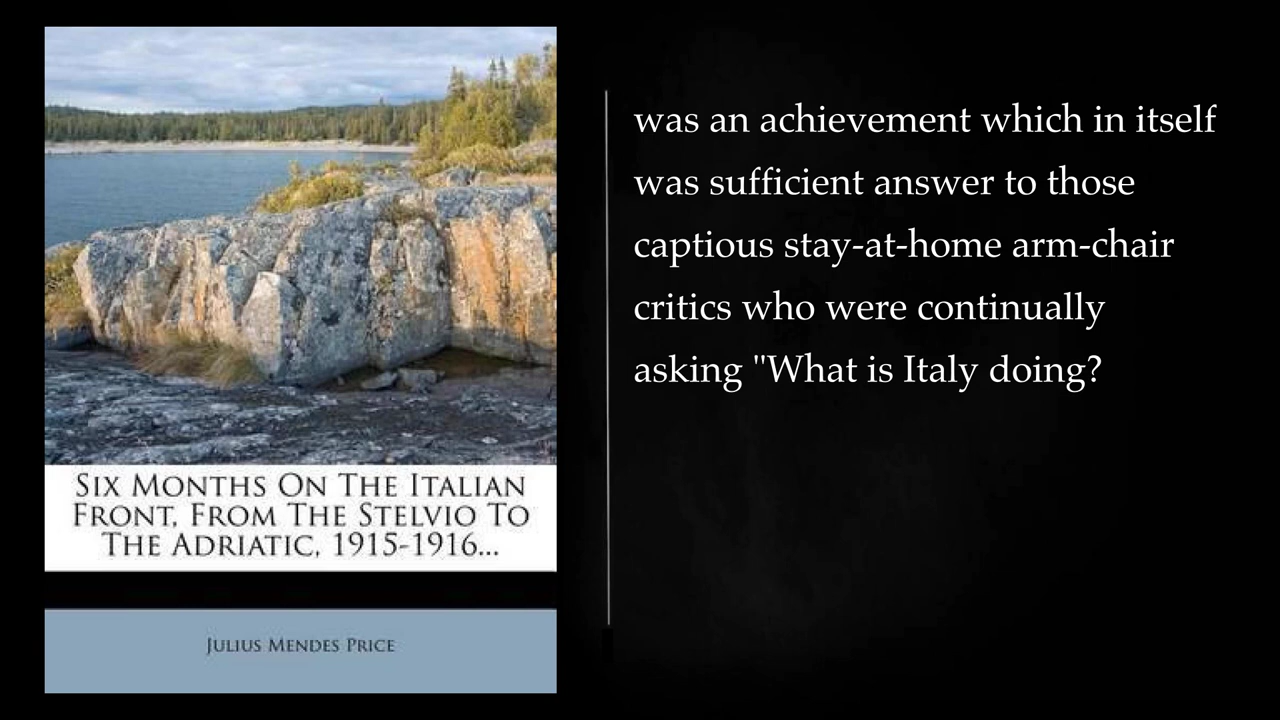 Six Months On The Italian
Front, From The Stelvio To
The Adriatic, 1915-1916...
Julius Mendes Price
was an achievement which in itself
was sufficient answer to those
captious stay-at-home arm-chair
critics who were continually
asking "What is Italy doing?